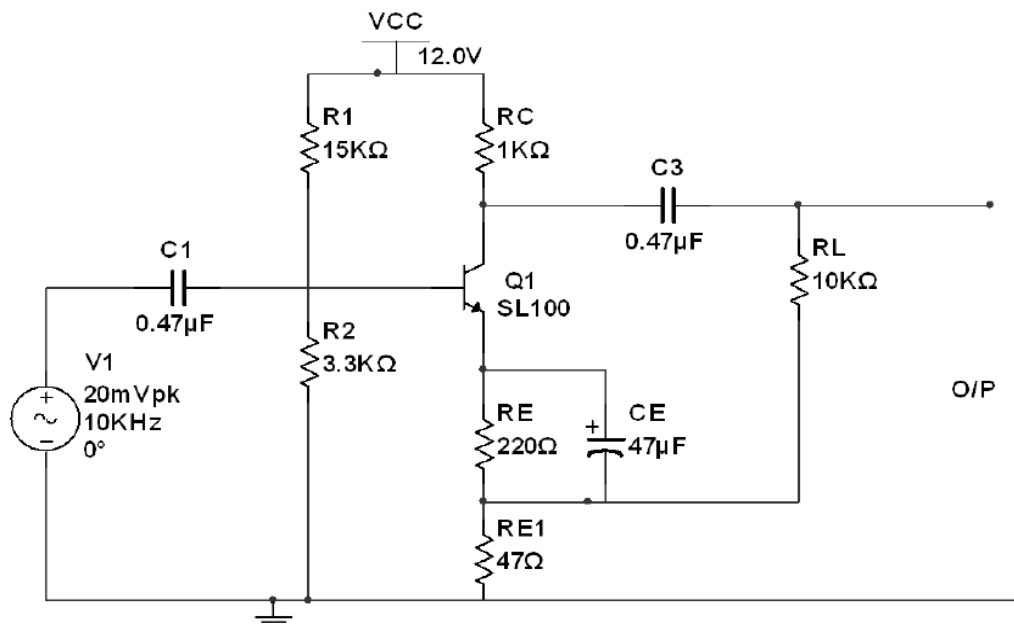 VCC
12.0V
R1
15KΩ
RC
1KΩ
C3
0.47µF
RL
10KΩ
C1
0.47µF
Q1
SL100
R2
3.3KΩ
V1
20mVpk
10KHz
0°
+
~
−
RE
220Ω
+
CE
47µF
O/P
RE1
47Ω